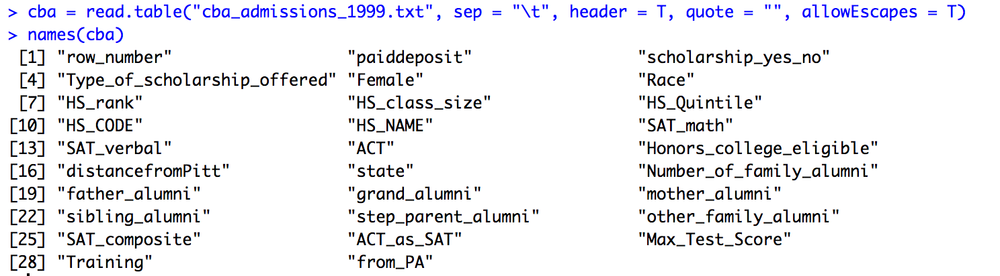 > cba = read.table("cba_admissions_1999.txt", sep = "\t", header = T, quote = "", allowEscapes = T)
> names(cba)
[1] "row_number" "paiddeposit" "scholarship_yes_no"
[4] "Type_of_scholarship_offered" "Female" "Race"
[7] "HS_rank" "HS_class_size" "HS_Quintile"
[10] "HS_CODE" "HS_NAME" "SAT_math"
[13] "SAT_verbal" "ACT" "Honors_college_eligible"
[16] "distancefromPitt" "state" "Number_of_family_alumni"
[19] "father_alumni" "grand_alumni" "mother_alumni"
[22] "sibling_alumni" "step_parent_alumni" "other_family_alumni"
[25] "SAT_composite" "ACT_as_SAT" "Max_Test_Score"
[28] "Training" "from_PA"